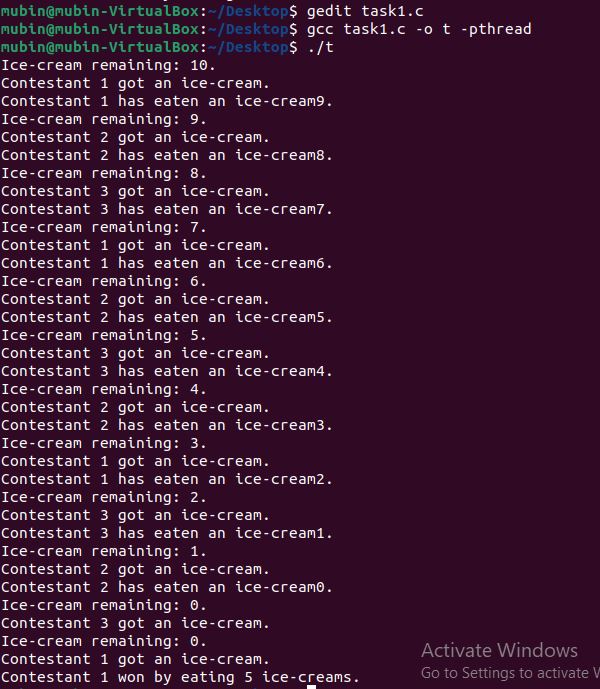 mubin@mubin-VirtualBox:~/Desktop$ gedit task1.c
mubin@mubin-VirtualBox:~/Desktop$ gcc task1.c -o t -pthread
mubin@mubin-VirtualBox:~/Desktop$ ./t
Ice-cream remaining: 10.
Contestant 1 got an ice-cream.
Contestant 1 has eaten an ice-cream9.
Ice-cream remaining: 9.
Contestant 2 got an ice-cream.
Contestant 2 has eaten an ice-cream8.
Ice-cream remaining: 8.
Contestant 3 got an ice-cream.
Contestant 3 has eaten an ice-cream7.
Ice-cream remaining: 7.
Contestant 1 got an ice-cream.
Contestant 1 has eaten an ice-cream6.
Ice-cream remaining: 6.
Contestant 2 got an ice-cream.
Contestant 2 has eaten an ice-cream5.
Ice-cream remaining: 5.
Contestant 3 got an ice-cream.
Contestant 3 has eaten an ice-cream4.
Ice-cream remaining: 4.
Contestant 2 got an ice-cream.
Contestant 2 has eaten an ice-cream3.
Ice-cream remaining: 3.
Contestant 1 got an ice-cream.
Contestant 1 has eaten an ice-cream2.
Ice-cream remaining: 2.
Contestant 3 got an ice-cream.
Contestant 3 has eaten an ice-cream1.
Ice-cream remaining: 1.
Contestant 2 got an ice-cream.
Contestant 2 has eaten an ice-cream0.
Ice-cream remaining: 0.
Contestant 3 got an ice-cream.
Ice-cream remaining: 0.
Contestant 1 got an ice-cream.
Contestant 1 won by eating 5 ice-creams.
Activate Windows
Go to Settings to activate W